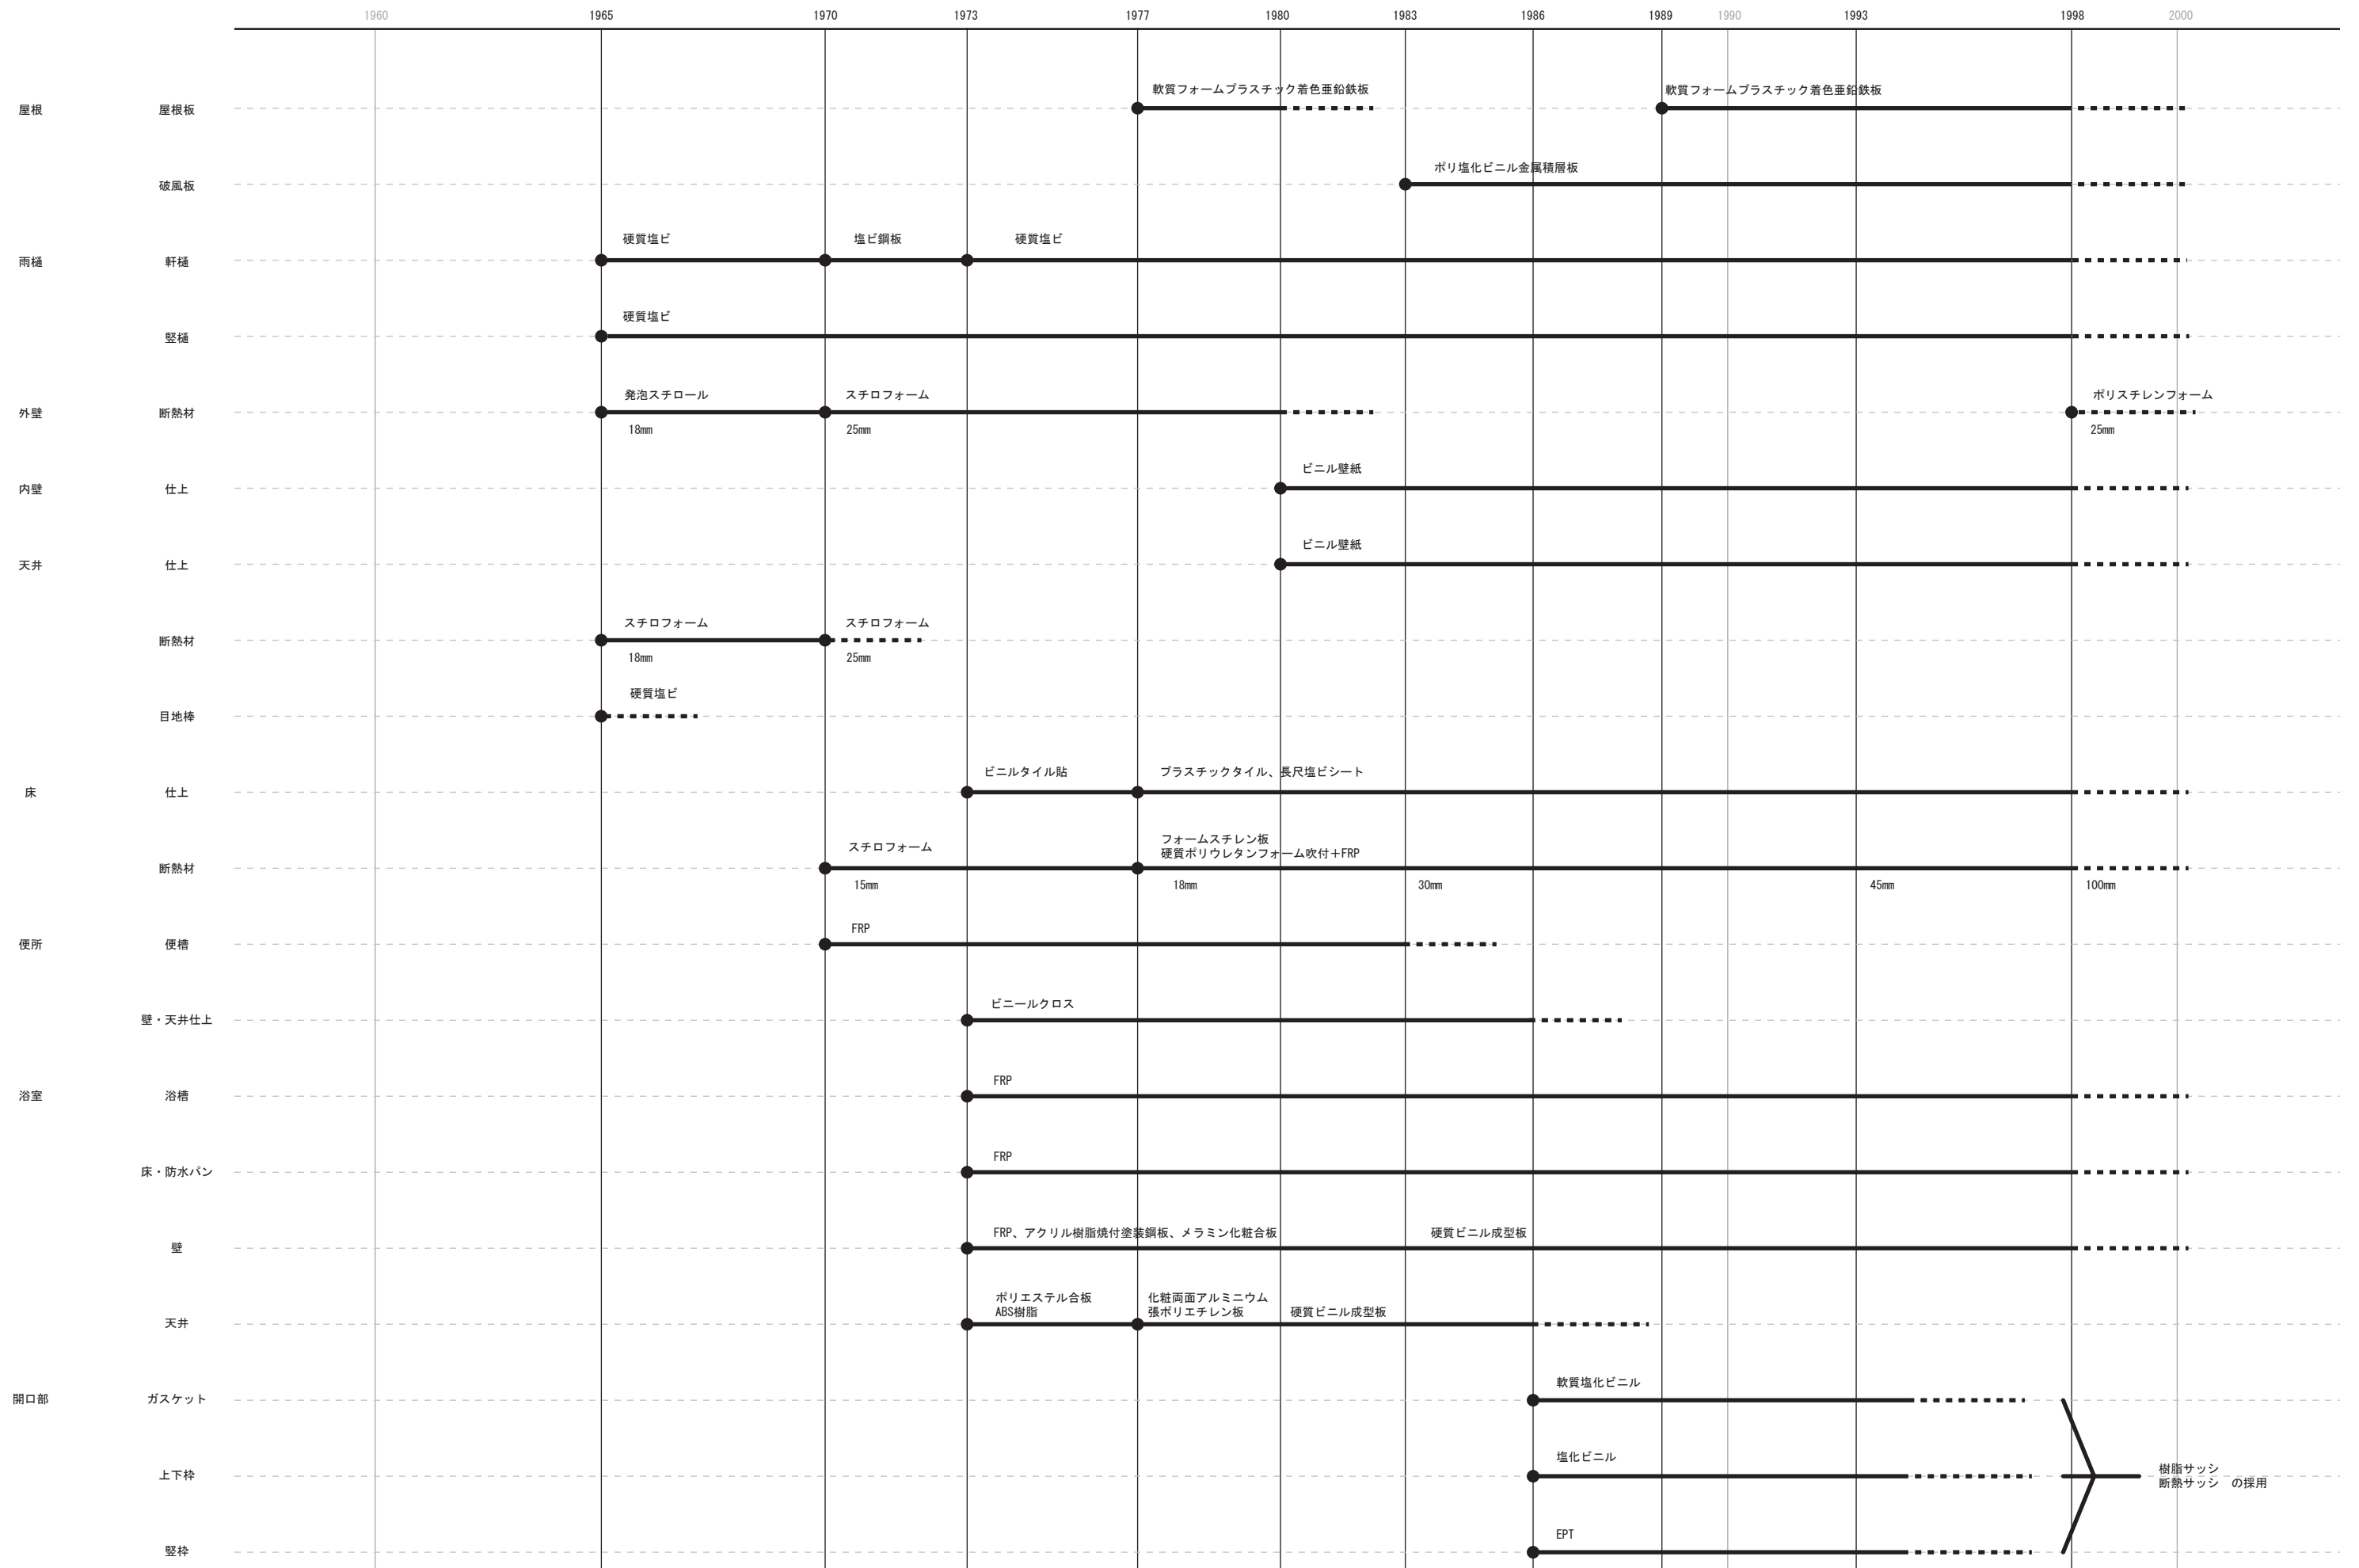 1960 1965 1970 1973 1977 1980 1983 1986 1989 1990 1993 1998 2000
軟質フォームプラスチック着色亜鉛鉄板 軟質フォームプラスチック着色亜鉛鉄板
屋根 屋根板
ポリ塩化ビニル金属積層板
破風板
硬質塩ビ 塩ビ鋼板 硬質塩ビ
雨樋 軒樋
硬質塩ビ
竪樋
発泡スチロール スチロフォーム ポリスチレンフォーム
外壁 断熱材
18mm 25mm 25mm
ビニル壁紙
内壁 仕上
ビニル壁紙
天井 仕上
スチロフォーム スチロフォーム
断熱材
18mm 25mm
硬質塩ビ
目地棒
ビニルタイル貼 プラスチックタイル、長尺塩ビシート
床 仕上
フォームスチレン板
スチロフォーム 硬質ポリウレタンフォーム吹付＋FRP
断熱材
15mm 18mm 30mm 45mm 100mm
FRP
便所 便槽
ビニールクロス
壁・天井仕上
FRP
浴室 浴槽
FRP
床・防水パン
FRP、アクリル樹脂焼付塗装鋼板、メラミン化粧合板 硬質ビニル成型板
壁
ポリエステル合板 化粧両面アルミニウム
ABS樹脂 張ポリエチレン板 硬質ビニル成型板
天井
軟質塩化ビニル
開口部 ガスケット
塩化ビニル
樹脂サッシ
上下枠
断熱サッシ　の採用
EPT
竪枠